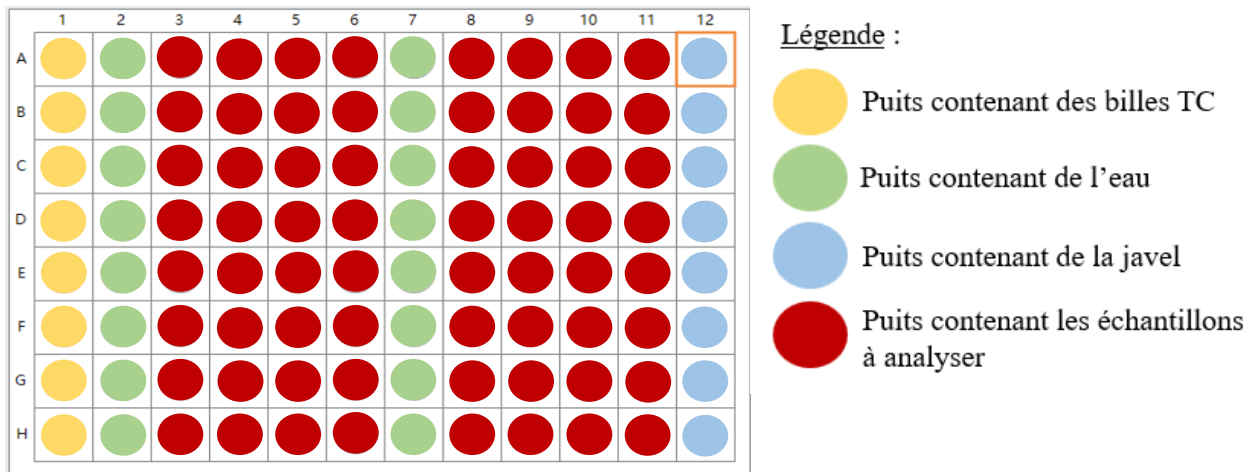 1 2 3 4 5 6 7 8 9 10 11 12
A
B
C
D
E
F
G
H
Légende :
Puits contenant des billes TC
Puits contenant de l’eau
Puits contenant de la javel
Puits contenant les échantillons
à analyser